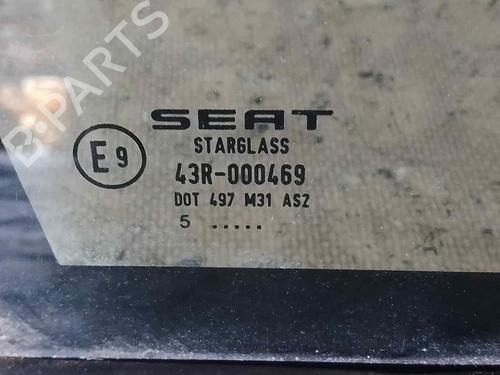 B-PARTS
SEAT
STARGLASS
E9
43R-000469
DOT 497 M31 AS2
5 .....